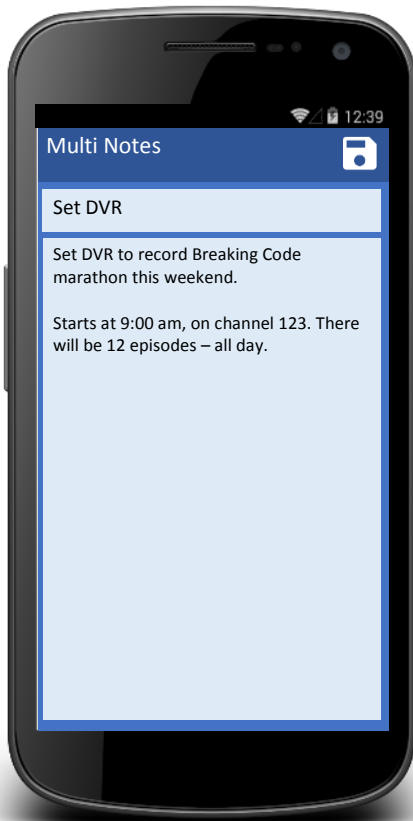 12:39
Multi Notes
Set DVR
Set DVR to record Breaking Code
marathon this weekend.
Starts at 9:00 am, on channel 123. There
will be 12 episodes – all day.